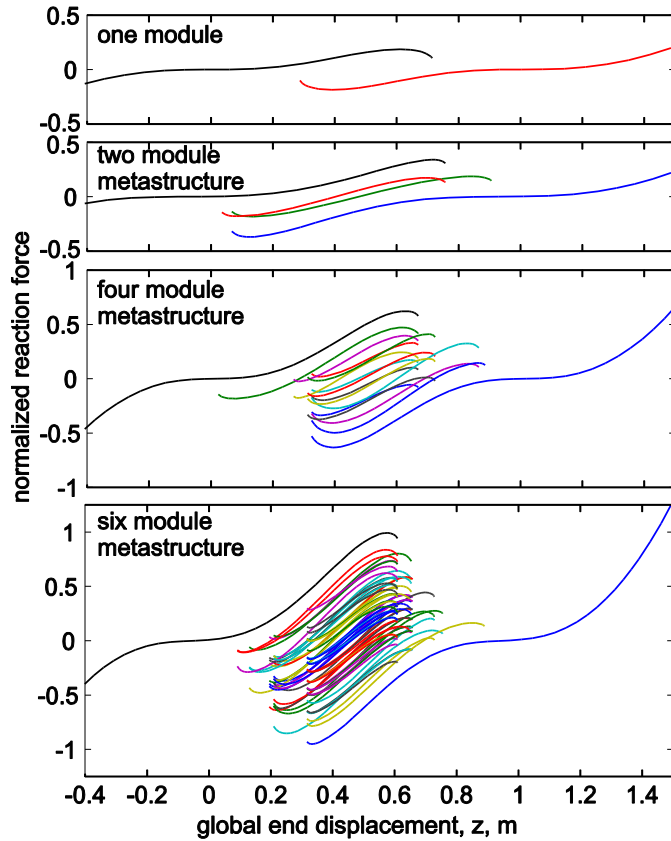 0.5
one module
0
-0.5
0.5
two module
metastructure
0
-0.5
1
four module
metastructure
0.5
0
-0.5
-1
normalized reaction force
six module
metastructure
1
0.5
0
-0.5
-1
-0.4 -0.2 0 0.2 0.4 0.6 0.8 1 1.2 1.4
global end displacement, z, m